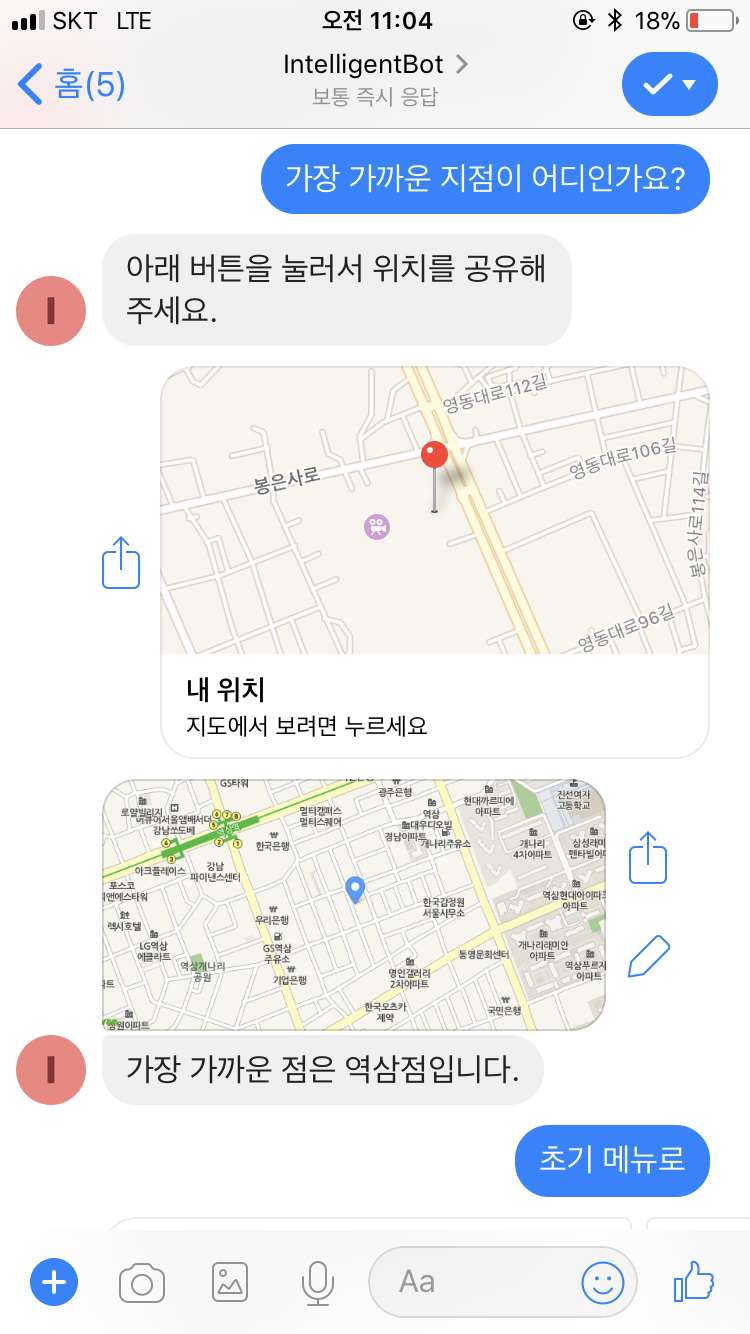 SKT LTE 오전 11:04 18%
홈(5) IntelligentBot
보통 즉시 응답
가장 가까운 지점이 어디인가요?
아래 버튼을 눌러서 위치를 공유해
주세요.
I
영동대로112길
봉은사로
영동대로106길
봉은사로114길
영동대로96길
내 위치
지도에서 보려면 누르세요
GS타워
광주은행
로얄빌리지
머큐어서울앰배서더
강남쏘도베
멀티캠퍼스
멀티스퀘어
현대까르띠에
아파트
진선여자
고등학교
역삼
대우디오빌
역삼역
한국은행
경남아파트
개나리주유소
개나리
4차아파트
삼성래미
펜타빌아파
아크플레이스
강남
파이낸스센터
포스코
더앤에스타워
한국감정원
서울사무소
역삼현대아이파크
아파트
렉시호텔
우리은행
LG역삼
에클라트
GS역삼
주유소
동영문화센터
개나리래미안
아파트
역삼개나리
공원
기업은행
명인갤러리
2차아파트
역삼푸르지
아파트
한국오츠카
제약
국민은행
정원아파트
I
가장 가까운 점은 역삼점입니다.
초기 메뉴로
Aa